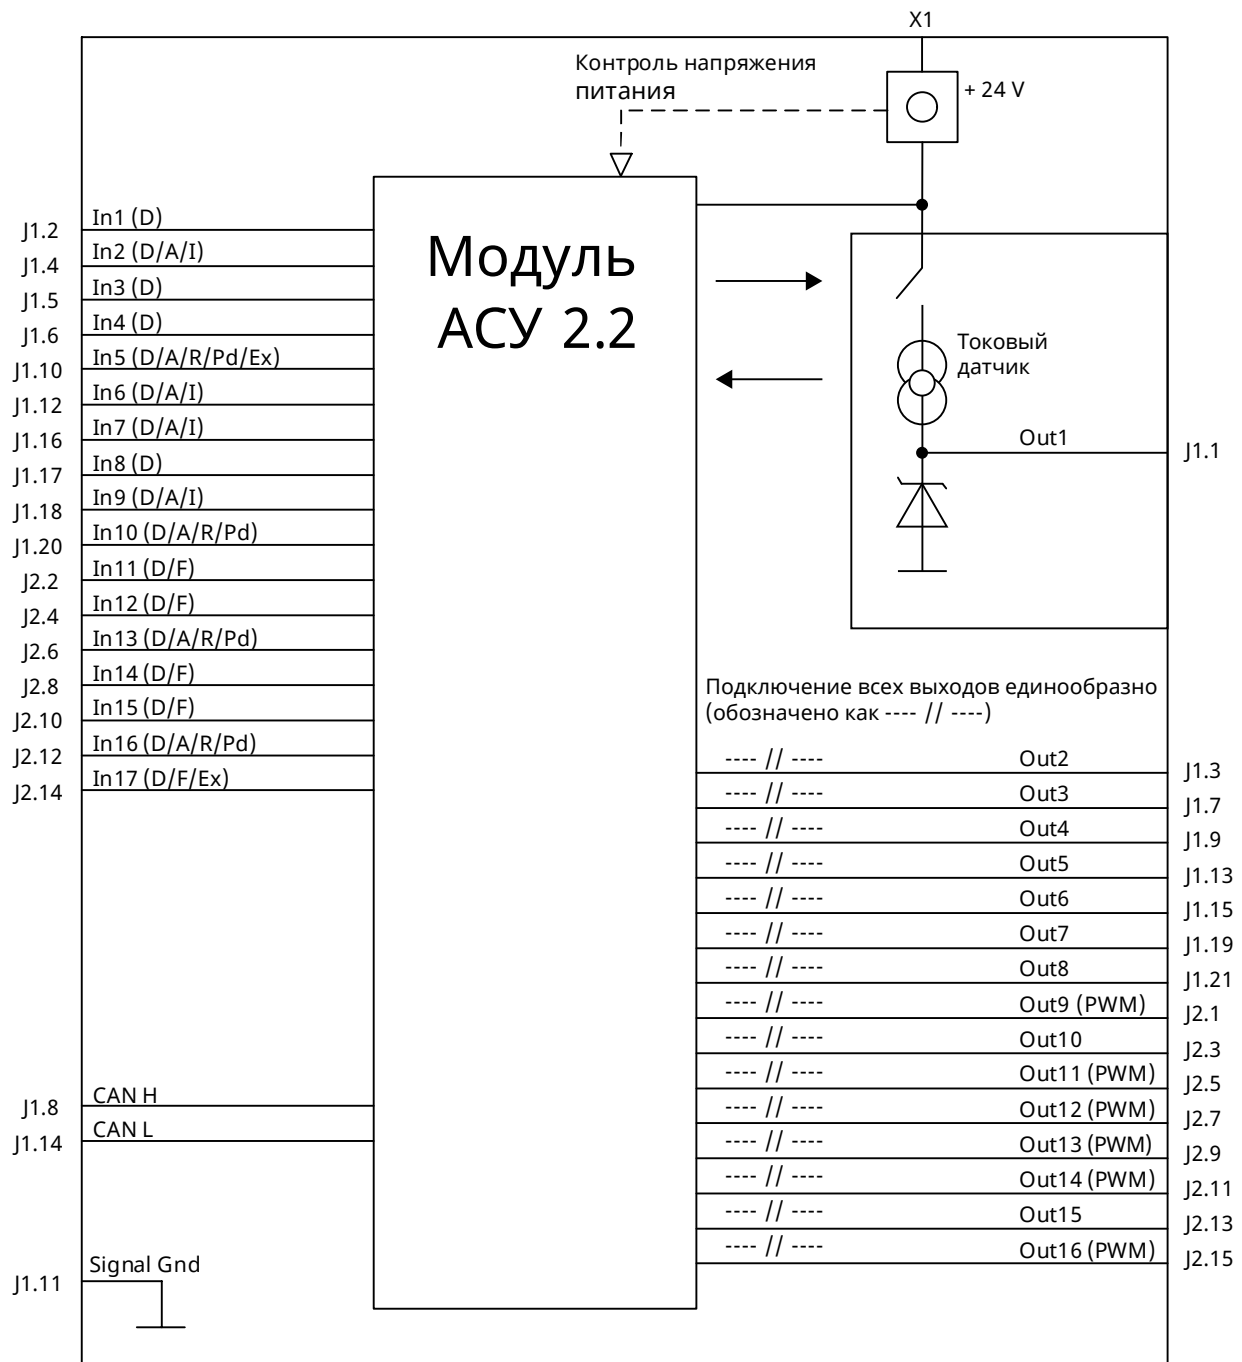 X1
Контроль напряжения
питания
+ 24 V
Модуль
АСУ 2.2
J1.2 In1 (D)
J1.4 In2 (D/A/I)
J1.5 In3 (D)
J1.6 In4 (D)
J1.10 In5 (D/A/R/Pd/Ex)
J1.12 In6 (D/A/I)
J1.16 In7 (D/A/I)
J1.17 In8 (D)
J1.18 In9 (D/A/I)
J1.20 In10 (D/A/R/Pd)
J2.2 In11 (D/F)
J2.4 In12 (D/F)
J2.6 In13 (D/A/R/Pd)
J2.8 In14 (D/F)
J2.10 In15 (D/F)
J2.12 In16 (D/A/R/Pd)
J2.14 In17 (D/F/Ex)
J1.8 CAN H
J1.14 CAN L
J1.11 Signal Gnd
Токовый
датчик
Out1 J1.1
Подключение всех выходов единообразно
(обозначено как ---- // ----)
---- // ---- Out2 J1.3
---- // ---- Out3 J1.7
---- // ---- Out4 J1.9
---- // ---- Out5 J1.13
---- // ---- Out6 J1.15
---- // ---- Out7 J1.19
---- // ---- Out8 J1.21
---- // ---- Out9 (PWM) J2.1
---- // ---- Out10 J2.3
---- // ---- Out11 (PWM) J2.5
---- // ---- Out12 (PWM) J2.7
---- // ---- Out13 (PWM) J2.9
---- // ---- Out14 (PWM) J2.11
---- // ---- Out15 J2.13
---- // ---- Out16 (PWM) J2.15